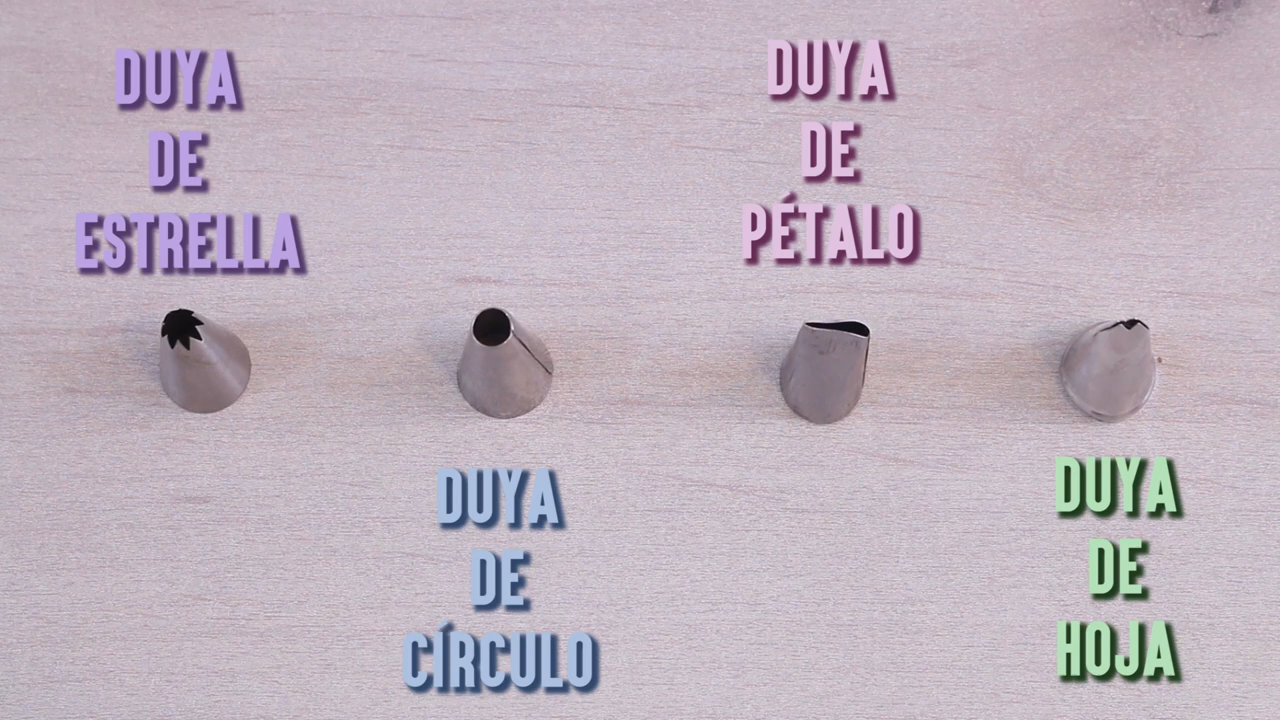 DUYA
DE
ESTRELLA
DUYA
DE
CÍRCULO
DUYA
DE
PÉTALO
DUYA
DE
HOJA